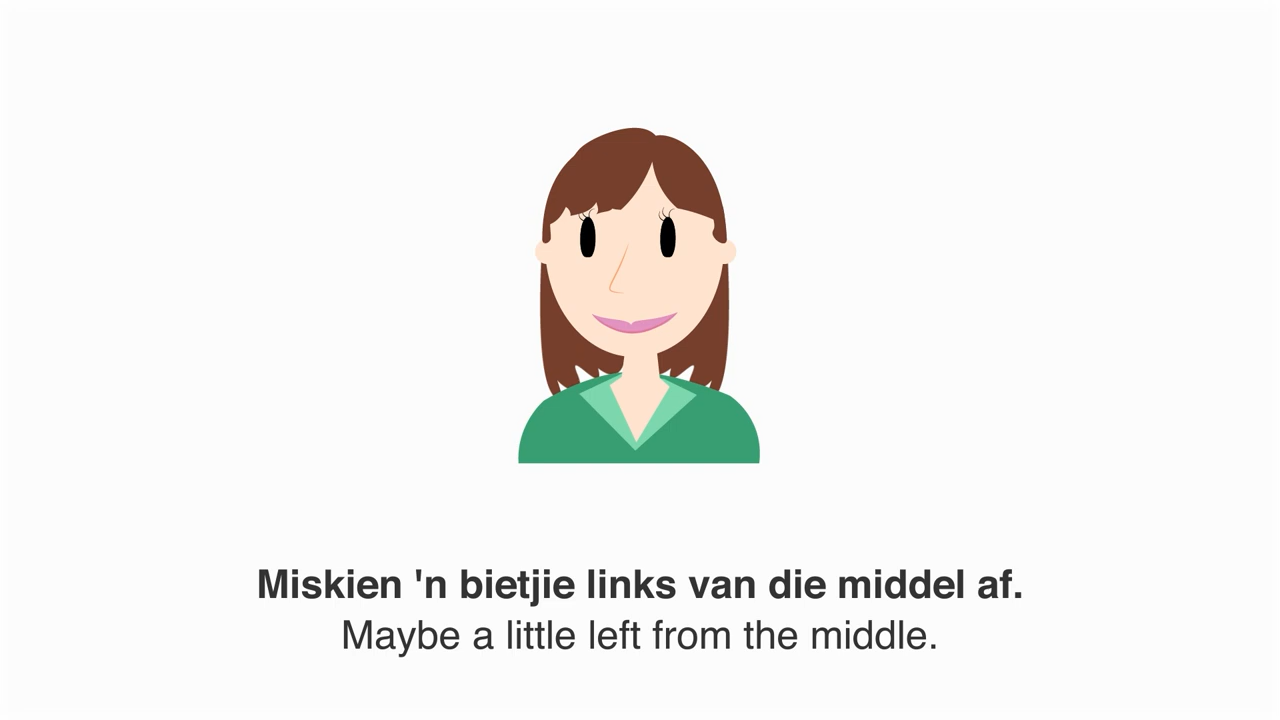 Miskien 'n bietjie links van die middel af.
Maybe a little left from the middle.